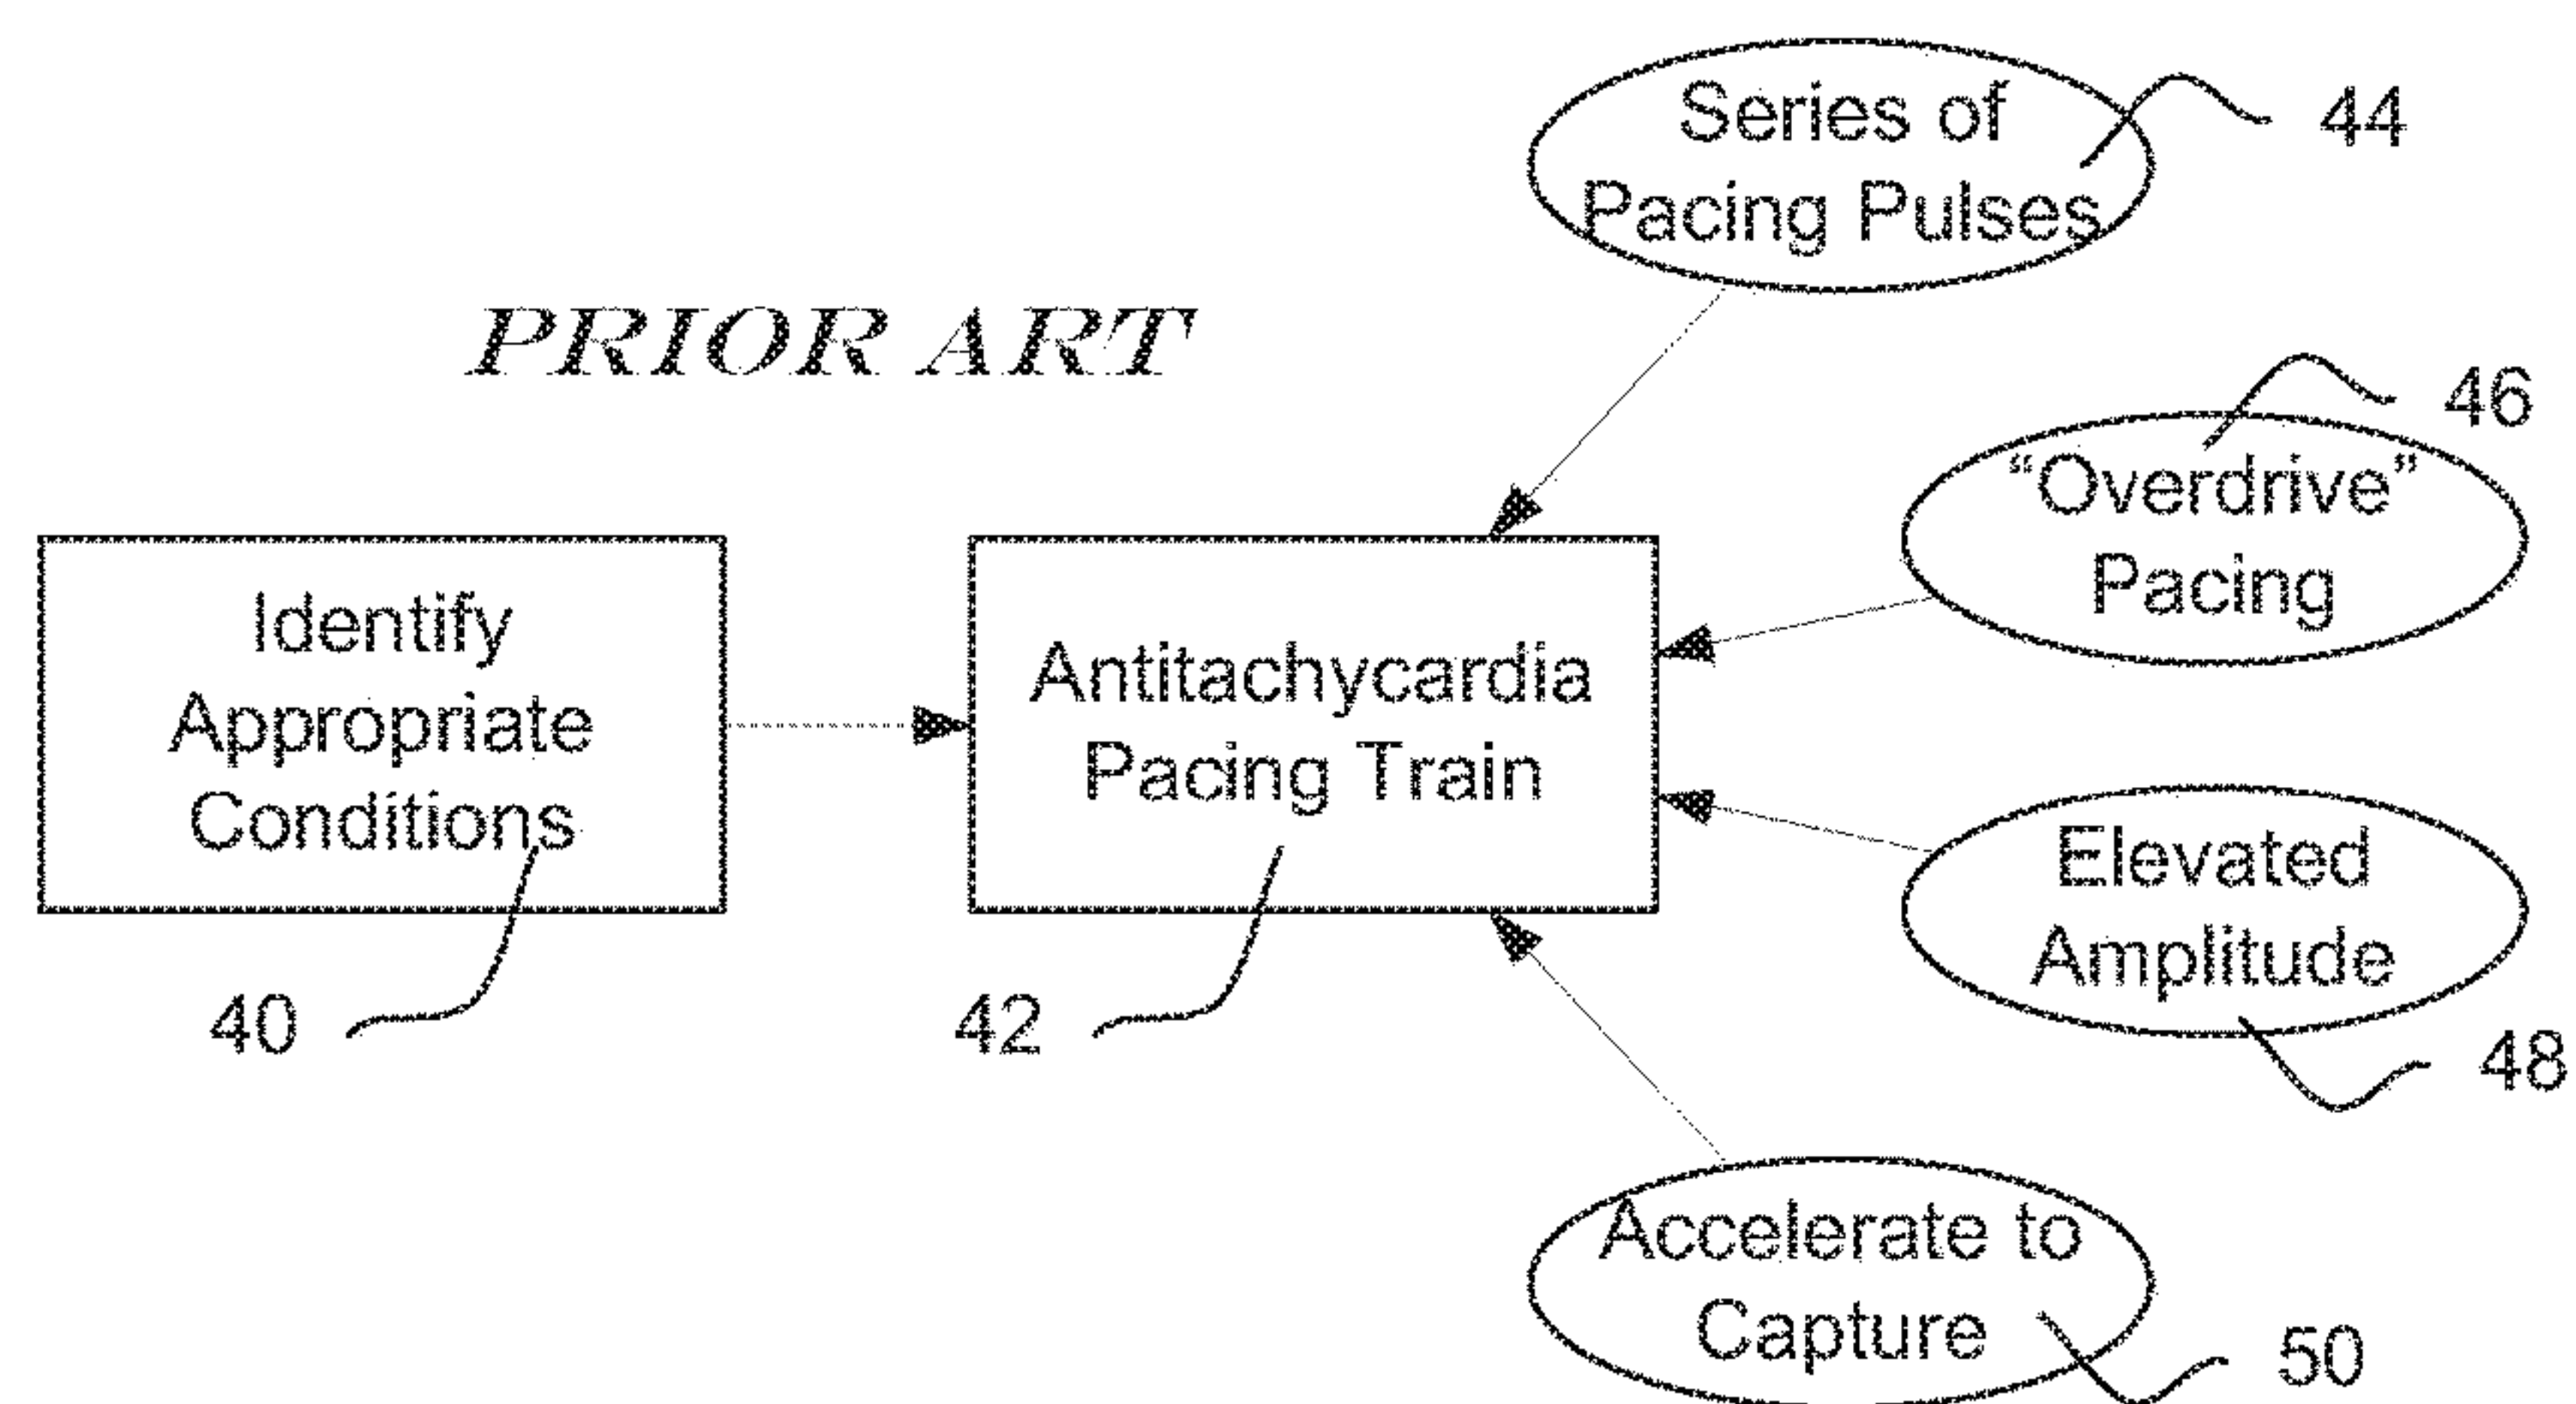 Series of
Pacing Pulses
44
PRIOR ART
46
“Overdrive”
Pacing
Identify
Appropriate
Conditions
40
Antitachycardia
Pacing Train
42
Elevated
Amplitude
48
Accelerate to
Capture
50